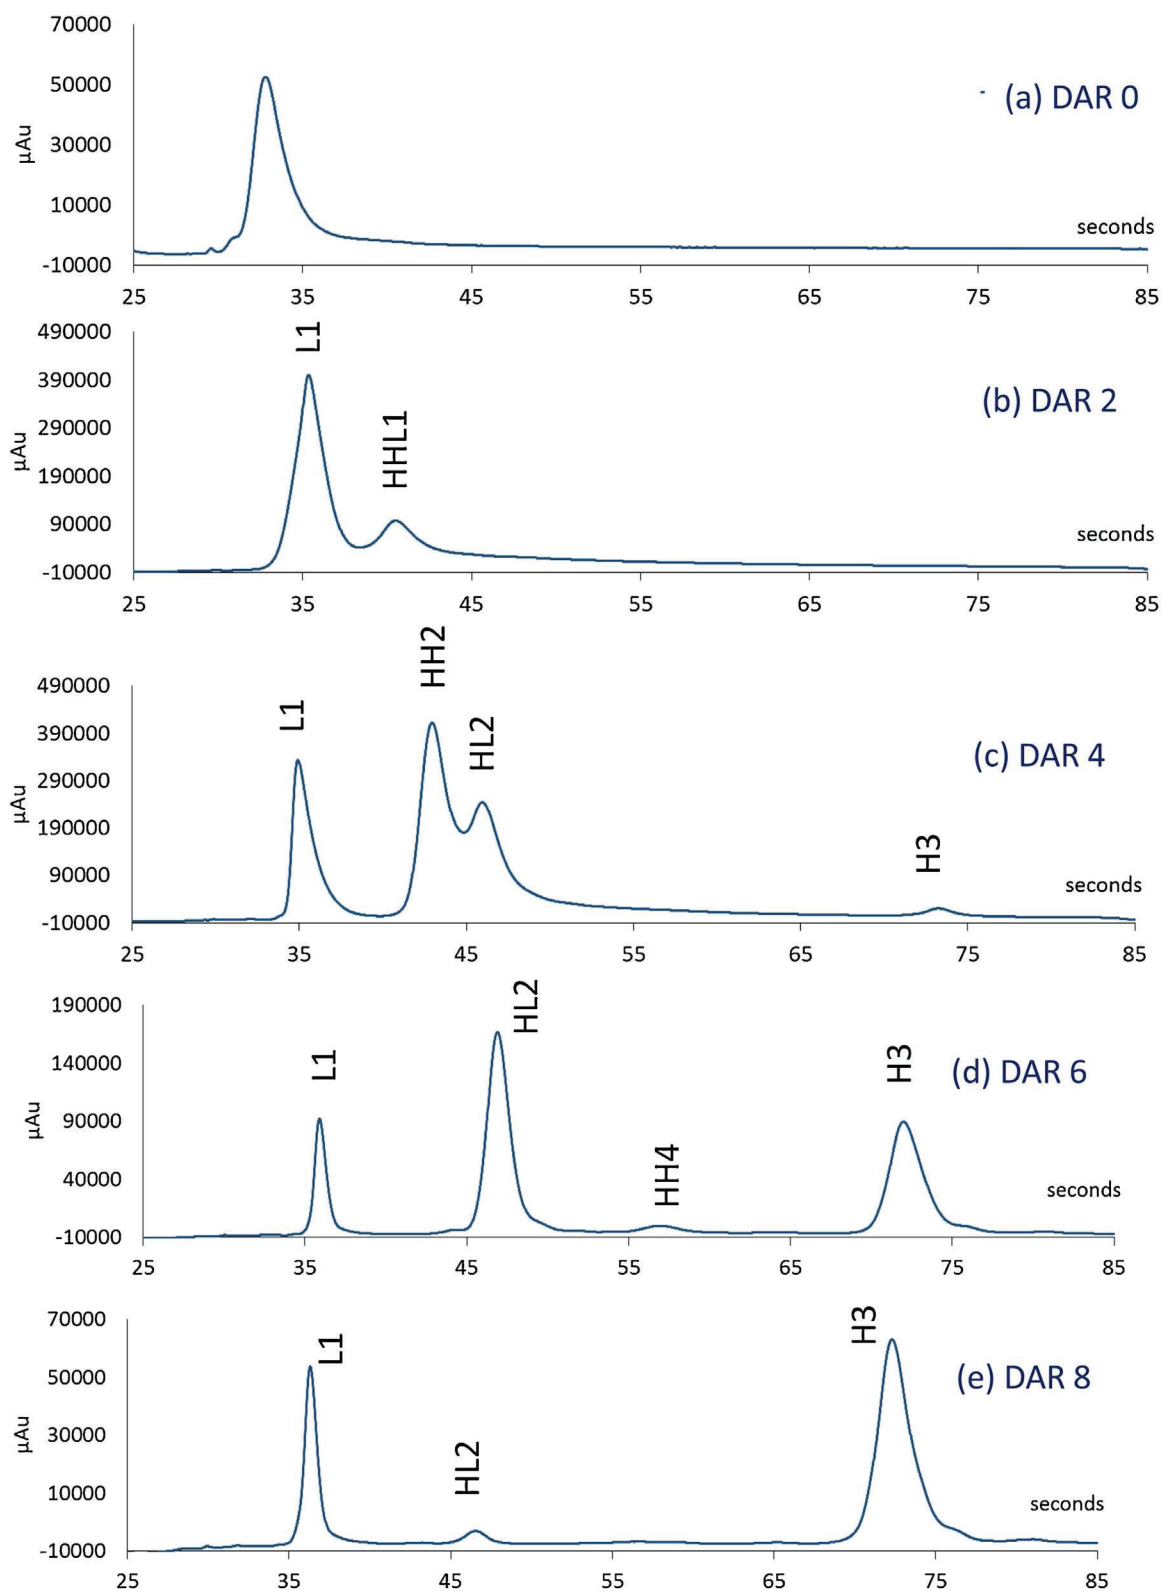 70000
50000
(a) DAR 0
30000
µAu
10000
seconds
-10000
25 35 45 55 65 75 85
490000
L1
390000
(b) DAR 2
290000
HHL1
µAu
190000
90000
seconds
-10000
25 35 45 55 65 75 85
HH2
490000
L1
HL2
390000
(c) DAR 4
290000
µAu
190000
H3
90000
seconds
-10000
25 35 45 55 65 75 85
190000
HL2
L1
H3
140000
(d) DAR 6
90000
µAu
HH4
40000
seconds
-10000
25 35 45 55 65 75 85
70000
L1
H3
50000
(e) DAR 8
30000
µAu
HL2
10000
seconds
-10000
25 35 45 55 65 75 85